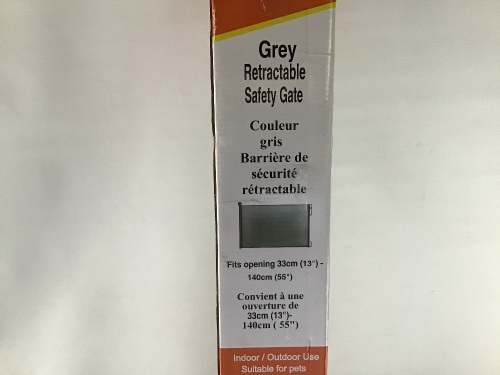 Grey
Retractable
Safety Gate
Couleur
gris
Barrière de
sécurité
rétractable
Fits opening 33cm (13") -
140cm (55")
Convient à une
ouverture de
33cm (13")-
140cm ( 55")
Indoor / Outdoor Use
Suitable for pets